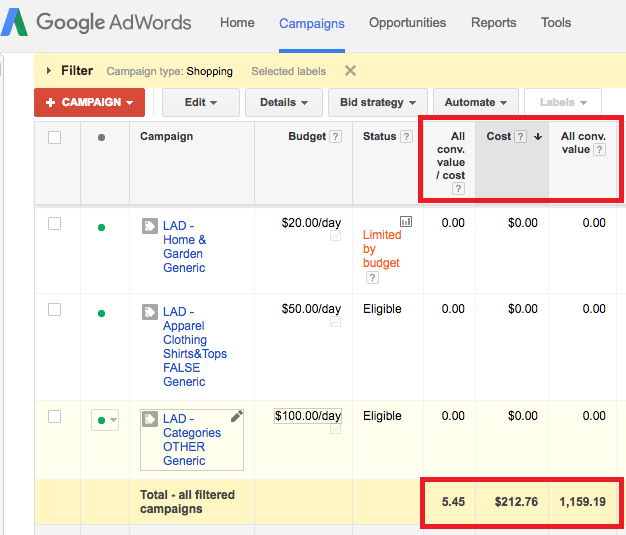 Google AdWords Home Campaigns Opportunities Reports Tools
Filter Campaign type: Shopping Selected labels
+ CAMPAIGN Edit Details Bid strategy Automate Labels
Campaign Budget ? Status ? All conv. value / cost ? Cost ? All conv. value ?
LAD - Home & Garden Generic $20.00/day Limited by budget ? 0.00 $0.00 0.00
LAD - Apparel Clothing Shirts&Tops FALSE Generic $50.00/day Eligible 0.00 $0.00 0.00
LAD - Categories OTHER Generic $100.00/day Eligible 0.00 $0.00 0.00
Total - all filtered campaigns 5.45 $212.76 1,159.19